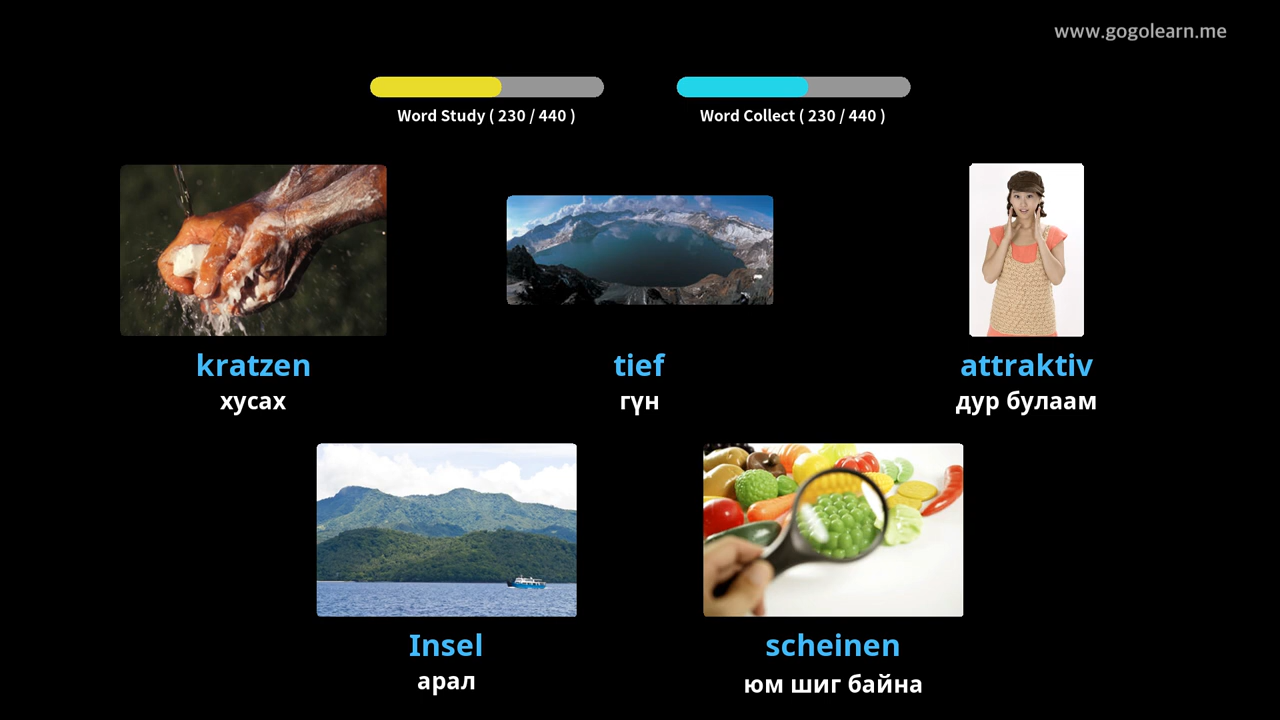 www.gogolearn.me
Word Study ( 230 / 440 )
Word Collect ( 230 / 440 )
kratzen
хусах
tief
гүн
attraktiv
дур булаам
Insel
арал
scheinen
юм шиг байна